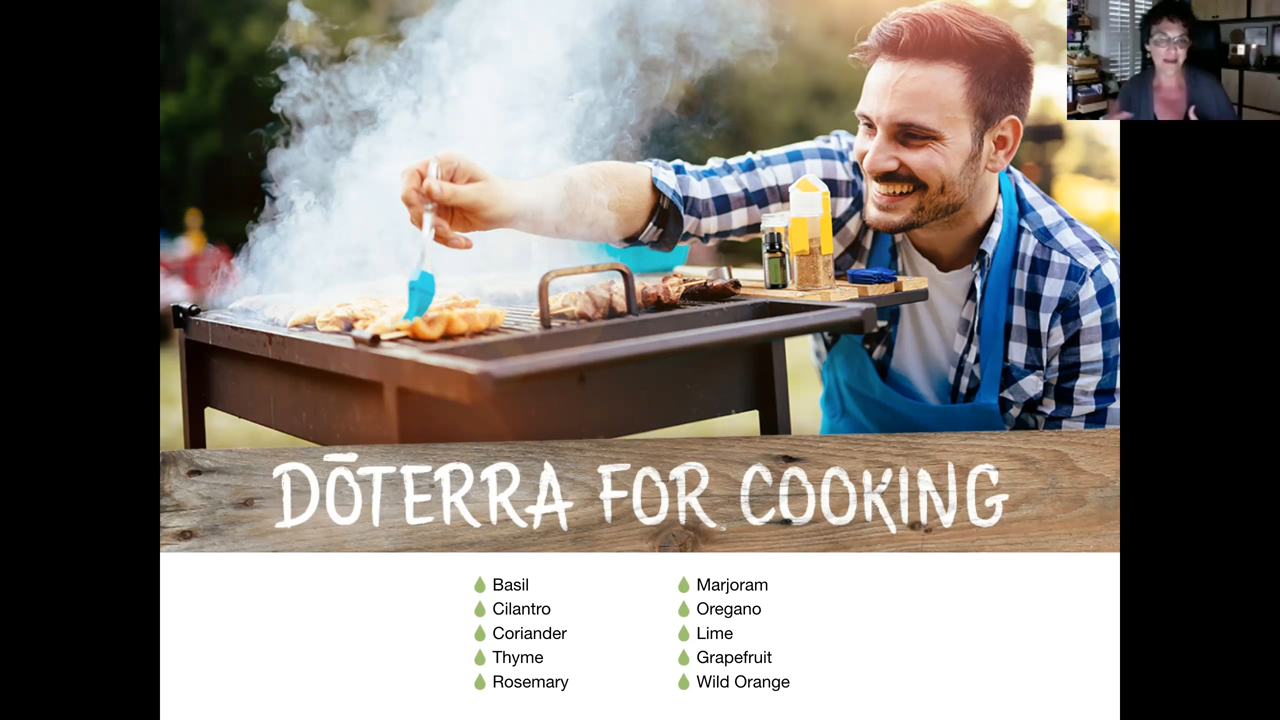 DŌTERRA FOR COOKING
Basil
Cilantro
Coriander
Thyme
Rosemary
Marjoram
Oregano
Lime
Grapefruit
Wild Orange